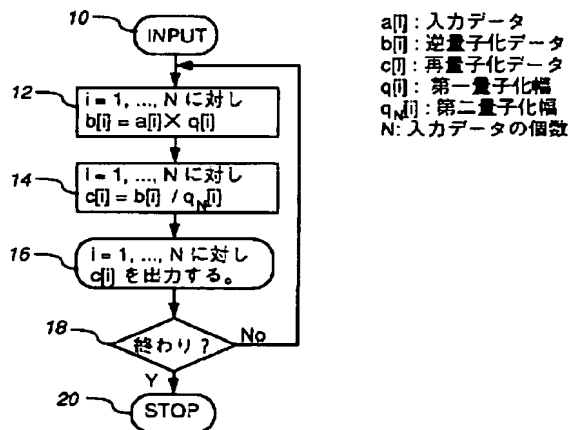 10
INPUT
12
i = 1, ..., N に対し
b[i] = a[i]× q[i]
14
i = 1, ..., N に対し
c[i] = b[i] / q_N[i]
16
i = 1, ..., N に対し
c[i] を出力する。
18
終わり？
No
Y
20
STOP
a[i] : 入力データ
b[i] : 逆量子化データ
c[i] : 再量子化データ
q[i] : 第一量子化幅
q_N[i] : 第二量子化幅
N: 入力データの個数